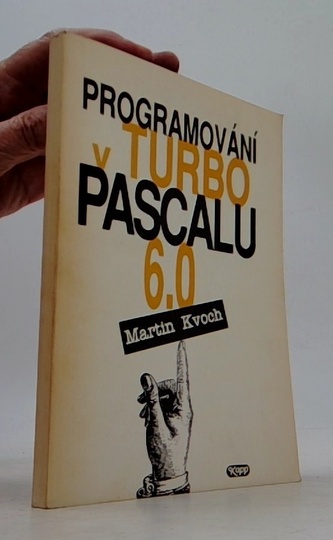 PROGRAMOVÁNÍ
V TURBO
PASCALU
6.0
Martin Kvoch
Kopp